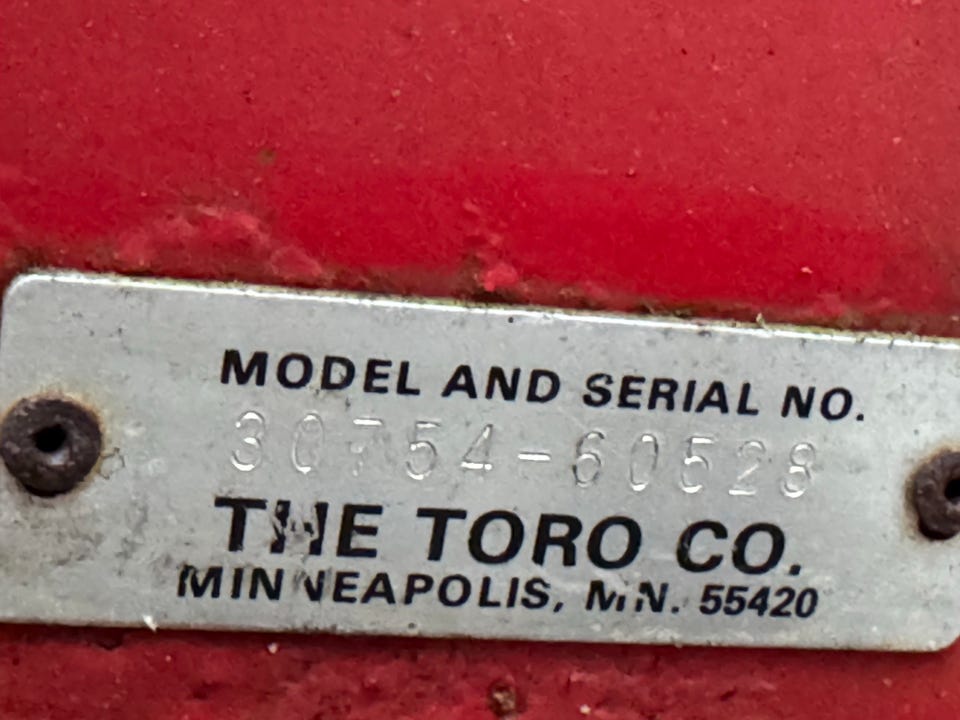 MODEL AND SERIAL NO.
30754-60528
THE TORO CO.
MINNEAPOLIS, MN. 55420